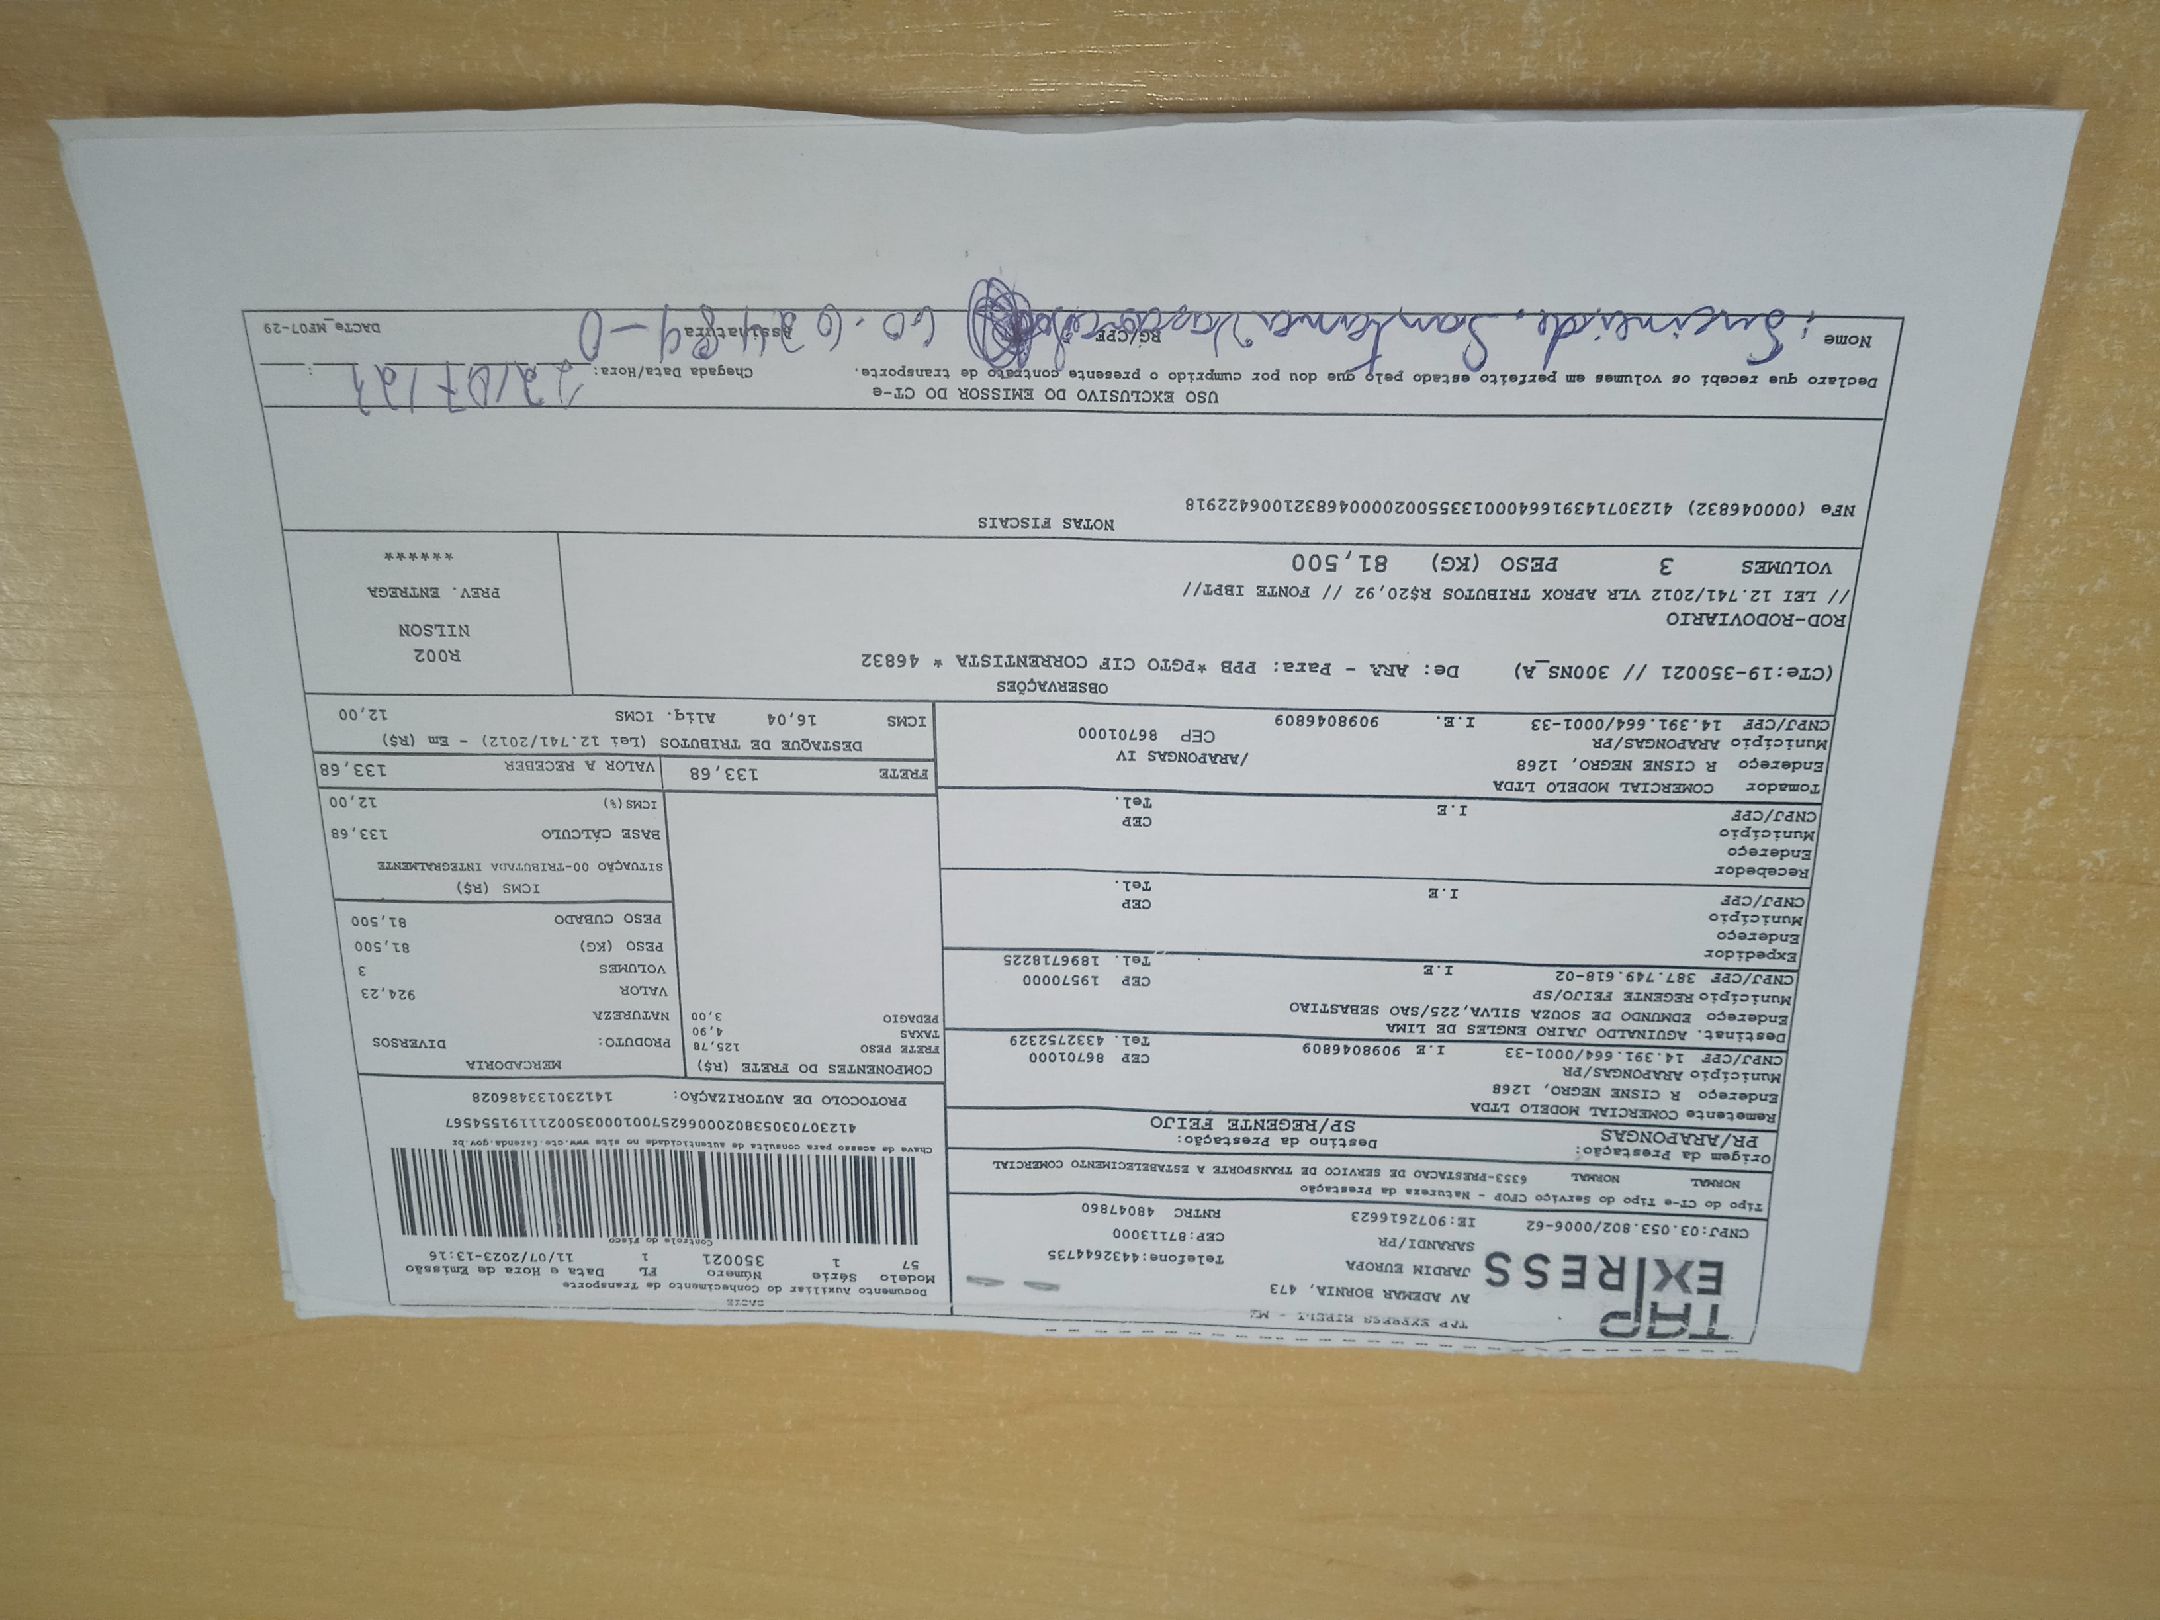 TAP EXPRESS
TAP EXPRESS EIRELI - ME
AV ADEMAR BORNIA, 473
JARDIM EUROPA
SARANDI/PR
Telefone:4432644735
CEP:87113000
CNPJ:03.053.802/0006-62 IE:9072616623 RNTRC 48047860
DACTE
Documento Auxiliar do Conhecimento de Transporte
Modelo Série Número FL Data e Hora de Emissão
57 1 350021 1 11/07/2023-13:16
Controle do Fisco
Chave de acesso para consulta de autenticidade no site www.cte.fazenda.gov.br
41230703053802000662570010003500211119154567
PROTOCOLO DE AUTORIZAÇÃO: 141230133486028
Tipo do CT-e Tipo do Serviço CFOP - Natureza da Prestação
NORMAL NORMAL 6353-PRESTACAO DE SERVICO DE TRANSPORTE A ESTABELECIMENTO COMERCIAL
Origem da Prestação: Destino da Prestação:
PR/ARAPONGAS SP/REGENTE FEIJO
Remetente COMERCIAL MODELO LTDA
Endereço R CISNE NEGRO, 1268
Município ARAPONGAS/PR CEP 86701000
CNPJ/CPF 14.391.664/0001-33 I.E 9098046809 Tel. 4332752329
Destinat. AGUINALDO JAIRO ENGLES DE LIMA
Endereço EDMUNDO DE SOUZA SILVA,225/SAO SEBASTIAO
Município REGENTE FEIJO/SP CEP 19570000
CNPJ/CPF 387.749.618-02 I.E Tel. 1896718225
Expedidor
Endereço
Município CEP
CNPJ/CPF I.E Tel.
Recebedor
Endereço
Município CEP
CNPJ/CPF I.E Tel.
Tomador COMERCIAL MODELO LTDA
Endereço R CISNE NEGRO, 1268 /ARAPONGAS IV
Município ARAPONGAS/PR CEP 86701000
CNPJ/CPF 14.391.664/0001-33 I.E. 9098046809
COMPONENTES DO FRETE (R$)
FRETE PESO 125,78
TAXAS 4,90
PEDAGIO 3,00
MERCADORIA
PRODUTO: DIVERSOS
NATUREZA
VALOR 924,23
VOLUMES 3
PESO (KG) 81,500
PESO CUBADO 81,500
ICMS (R$)
SITUAÇÃO 00-TRIBUTADA INTEGRALMENTE
BASE CÁLCULO 133,68
ICMS(%) 12,00
FRETE 133,68 VALOR A RECEBER 133,68
DESTAQUE DE TRIBUTOS (Lei 12.741/2012) - Em (R$)
ICMS 16,04 Aliq. ICMS 12,00
OBSERVAÇÕES
(CTe:19-350021 // 300NS_A) De: ARA - Para: PPB *PGTO CIF CORRENTISTA * 46832
ROD-RODOVIARIO
// LEI 12.741/2012 VLR APROX TRIBUTOS R$20,92 // FONTE IBPT//
VOLUMES 3 PESO (KG) 81,500
R002
NILSON
PREV. ENTREGA
******
NOTAS FISCAIS
NFe (000046832) 41230714391664000133550020000468321006422918
USO EXCLUSIVO DO EMISSOR DO CT-e
Declaro que recebi os volumes em perfeito estado pelo que dou por cumprido o presente contrato de transporte. Chegada Data/Hora: :
Nome RG/CPF Assinatura DACTe_MF07-29
Santana